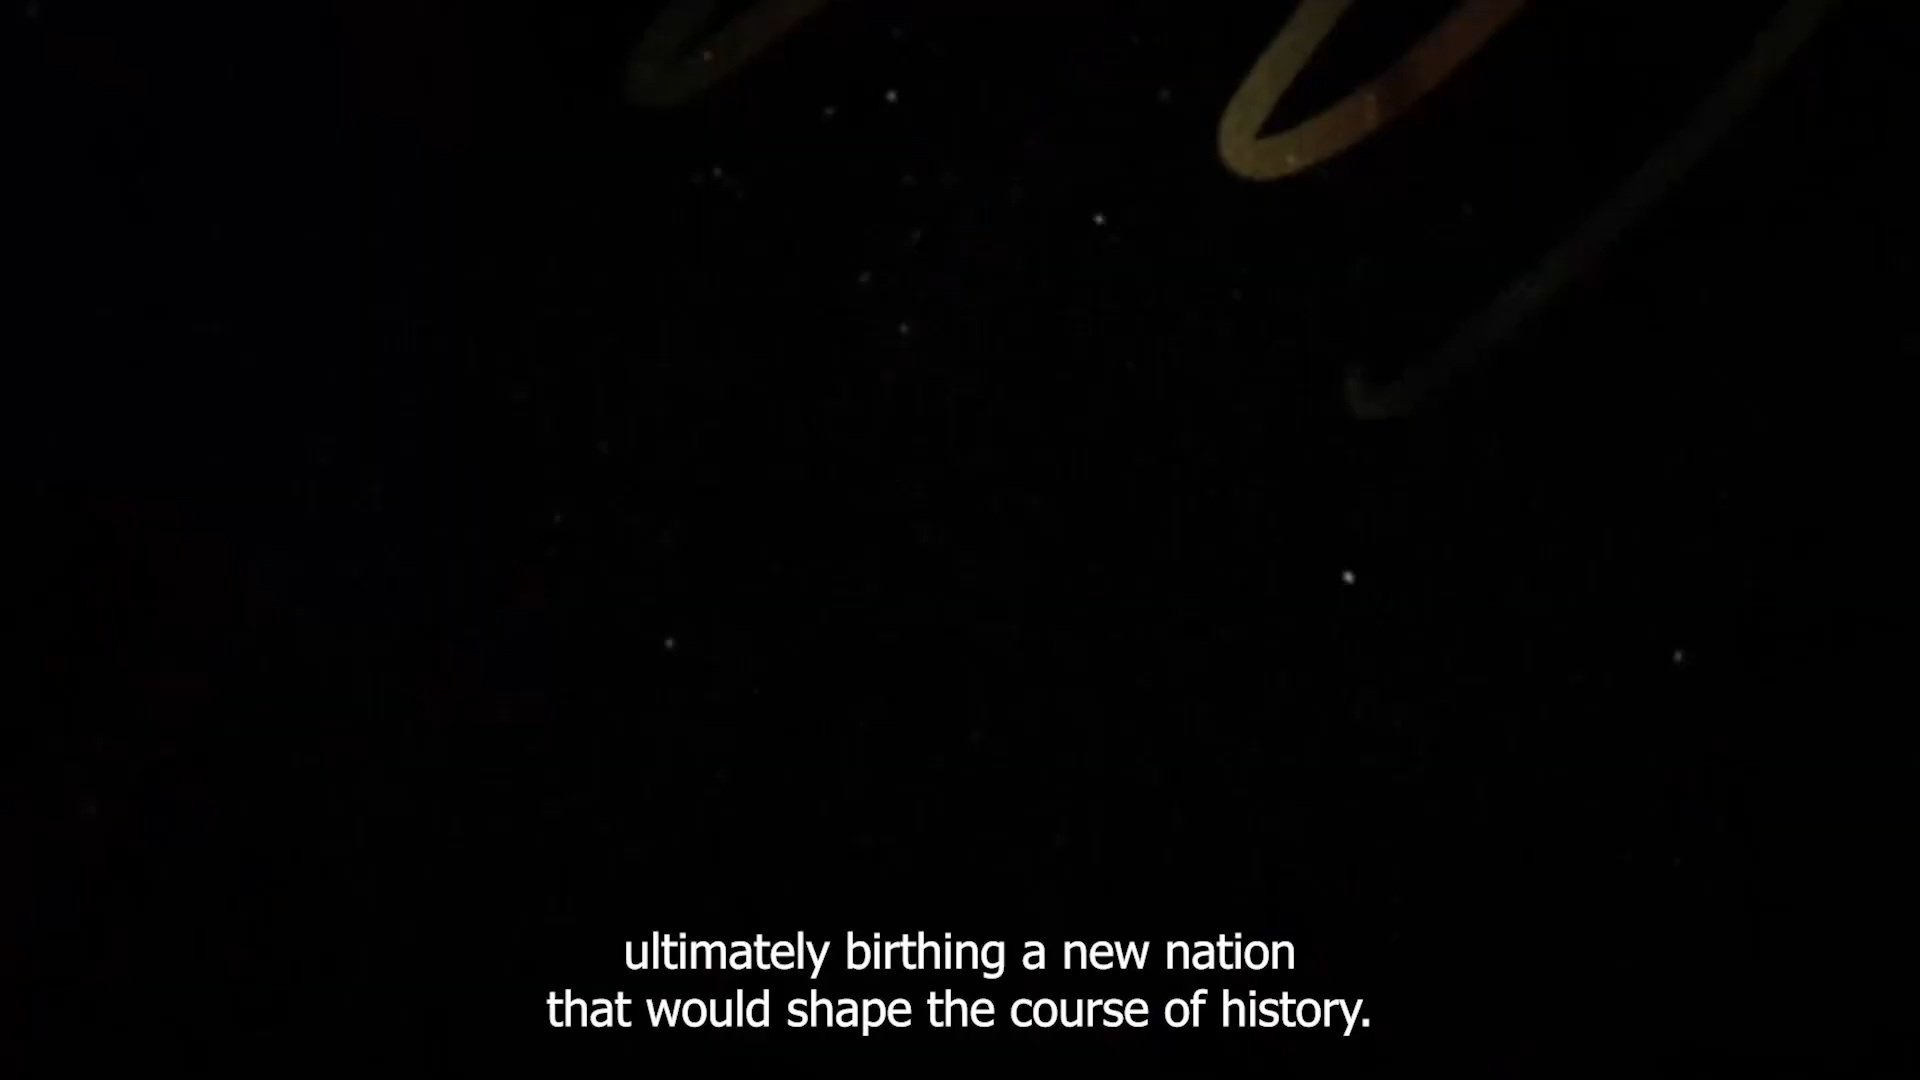 ultimately birthing a new nation
that would shape the course of history.